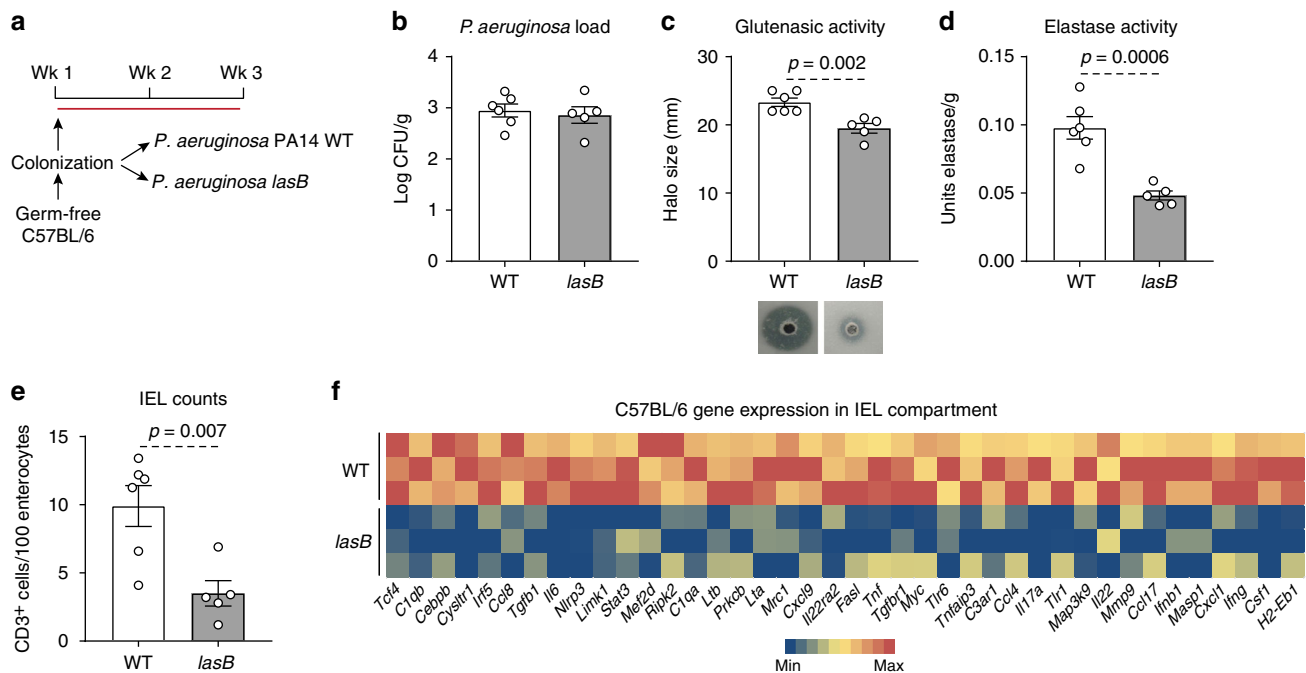 a
Wk 1 Wk 2 Wk 3
Colonization
P. aeruginosa PA14 WT
P. aeruginosa lasB
Germ-free
C57BL/6
b
P. aeruginosa load
Log CFU/g
4
3
2
1
0
WT lasB
c
Glutenasic activity
p = 0.002
Halo size (mm)
30
20
10
0
WT lasB
d
Elastase activity
p = 0.0006
Units elastase/g
0.15
0.10
0.05
0.00
WT lasB
e
IEL counts
p = 0.007
CD3+ cells/100 enterocytes
15
10
5
0
WT lasB
f
C57BL/6 gene expression in IEL compartment
WT
lasB
Tcf4 C1qb Cebpb Cysltr1 Irf5 Ccl8 Tgfb1 Il6 Nlrp3 Limk1 Stat3 Mef2d Ripk2 C1qa Ltb Prkcb Lta Mrc1 Cxcl9 Il22ra2 Fasl Tnf Tgfbr1 Myc Tlr6 Tnfaip3 C3ar1 Ccl4 Il17a Tlr1 Map3k9 Il22 Mmp9 Ccl17 Ifnb1 Masp1 Cxcl1 Ifng Csf1 H2-Eb1
Min Max